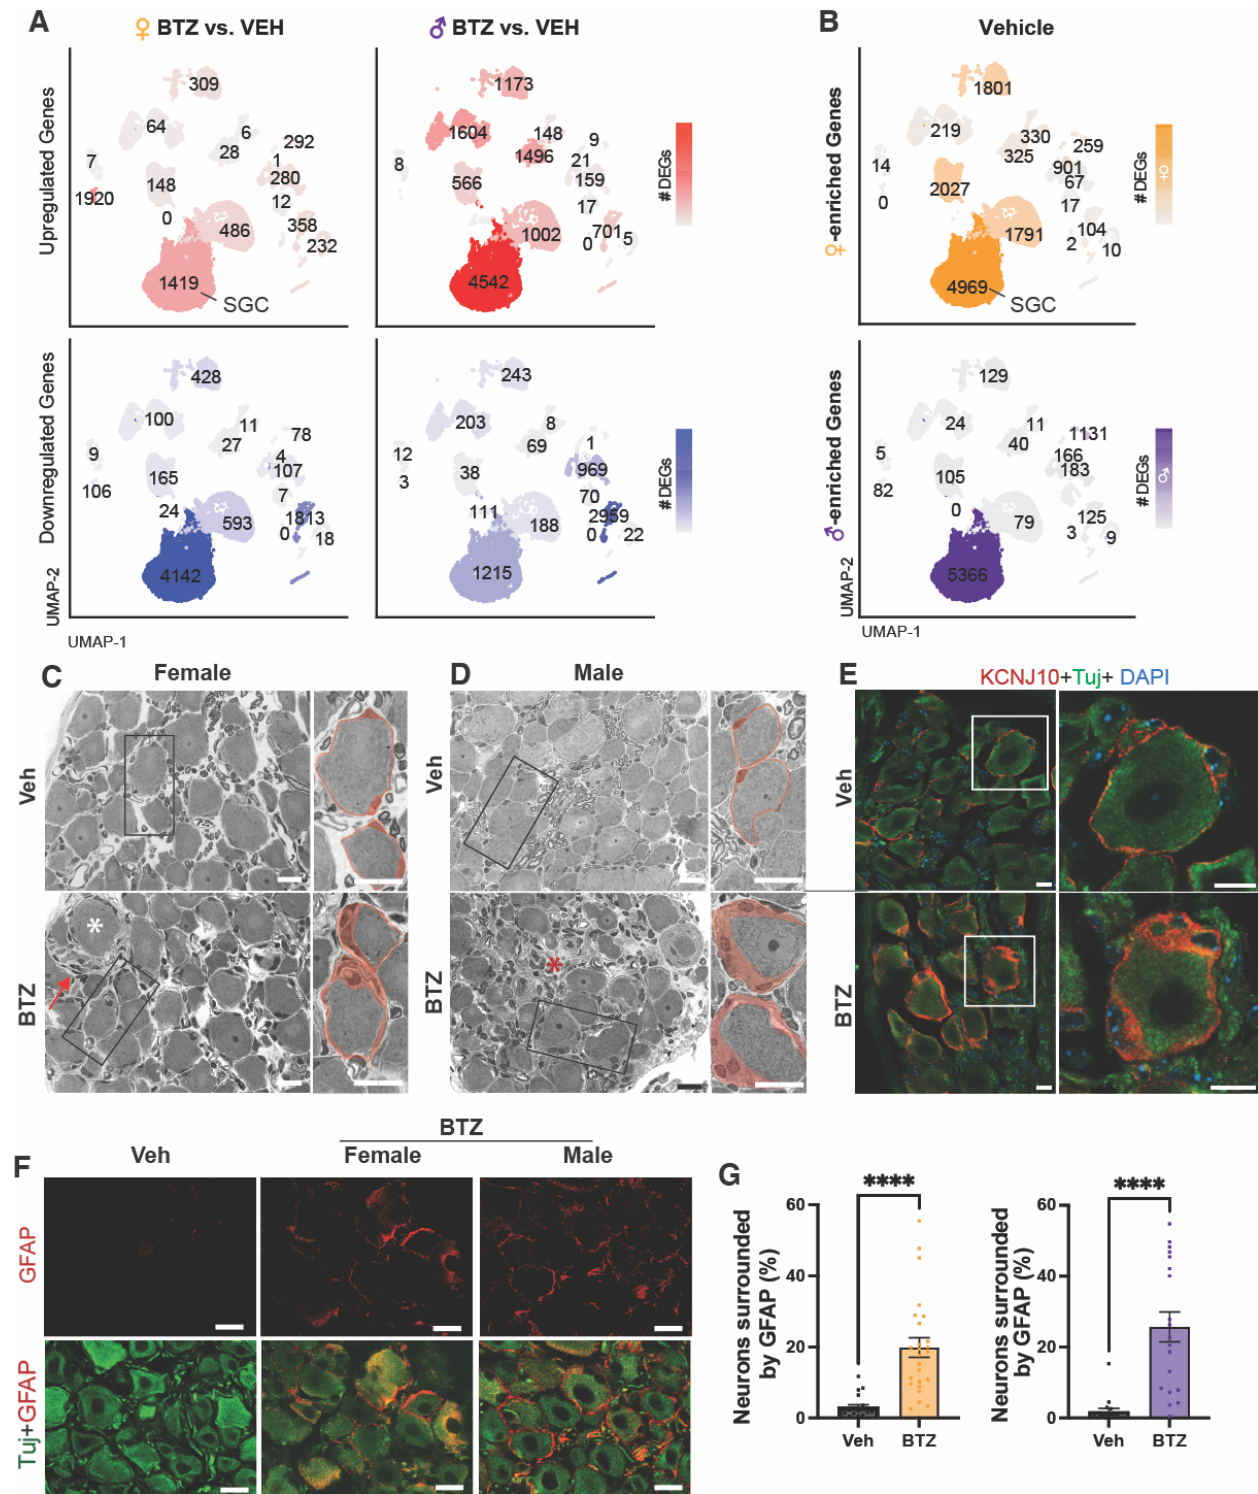 A
♀ BTZ vs. VEH
♂ BTZ vs. VEH
B
Vehicle
Upregulated Genes
309
64
6
28
292
1
280
7
1920
148
0
12
486
358
232
1419
SGC
1173
1604
148
1496
9
21
159
8
566
17
1002
701
0
5
4542
# DEGs
♀-enriched Genes
1801
219
330
325
259
901
67
14
0
2027
17
1791
104
2
10
4969
SGC
# DEGs
♀
Downregulated Genes
428
100
11
27
78
4
107
9
106
165
7
24
593
1813
0
18
4142
UMAP-2
UMAP-1
243
203
8
69
1
969
12
3
38
70
111
188
2959
0
22
1215
# DEGs
♂-enriched Genes
129
24
11
40
1131
166
183
5
82
105
0
79
125
3
9
5366
UMAP-2
UMAP-1
# DEGs
♂
C
Female
D
Male
E
KCNJ10+Tuj+ DAPI
Veh
Veh
Veh
BTZ
*
BTZ
*
BTZ
F
Veh
BTZ
Female
Male
GFAP
Tuj+GFAP
G
****
Neurons surrounded
by GFAP (%)
60
40
20
0
Veh
BTZ
****
Neurons surrounded
by GFAP (%)
60
40
20
0
Veh
BTZ